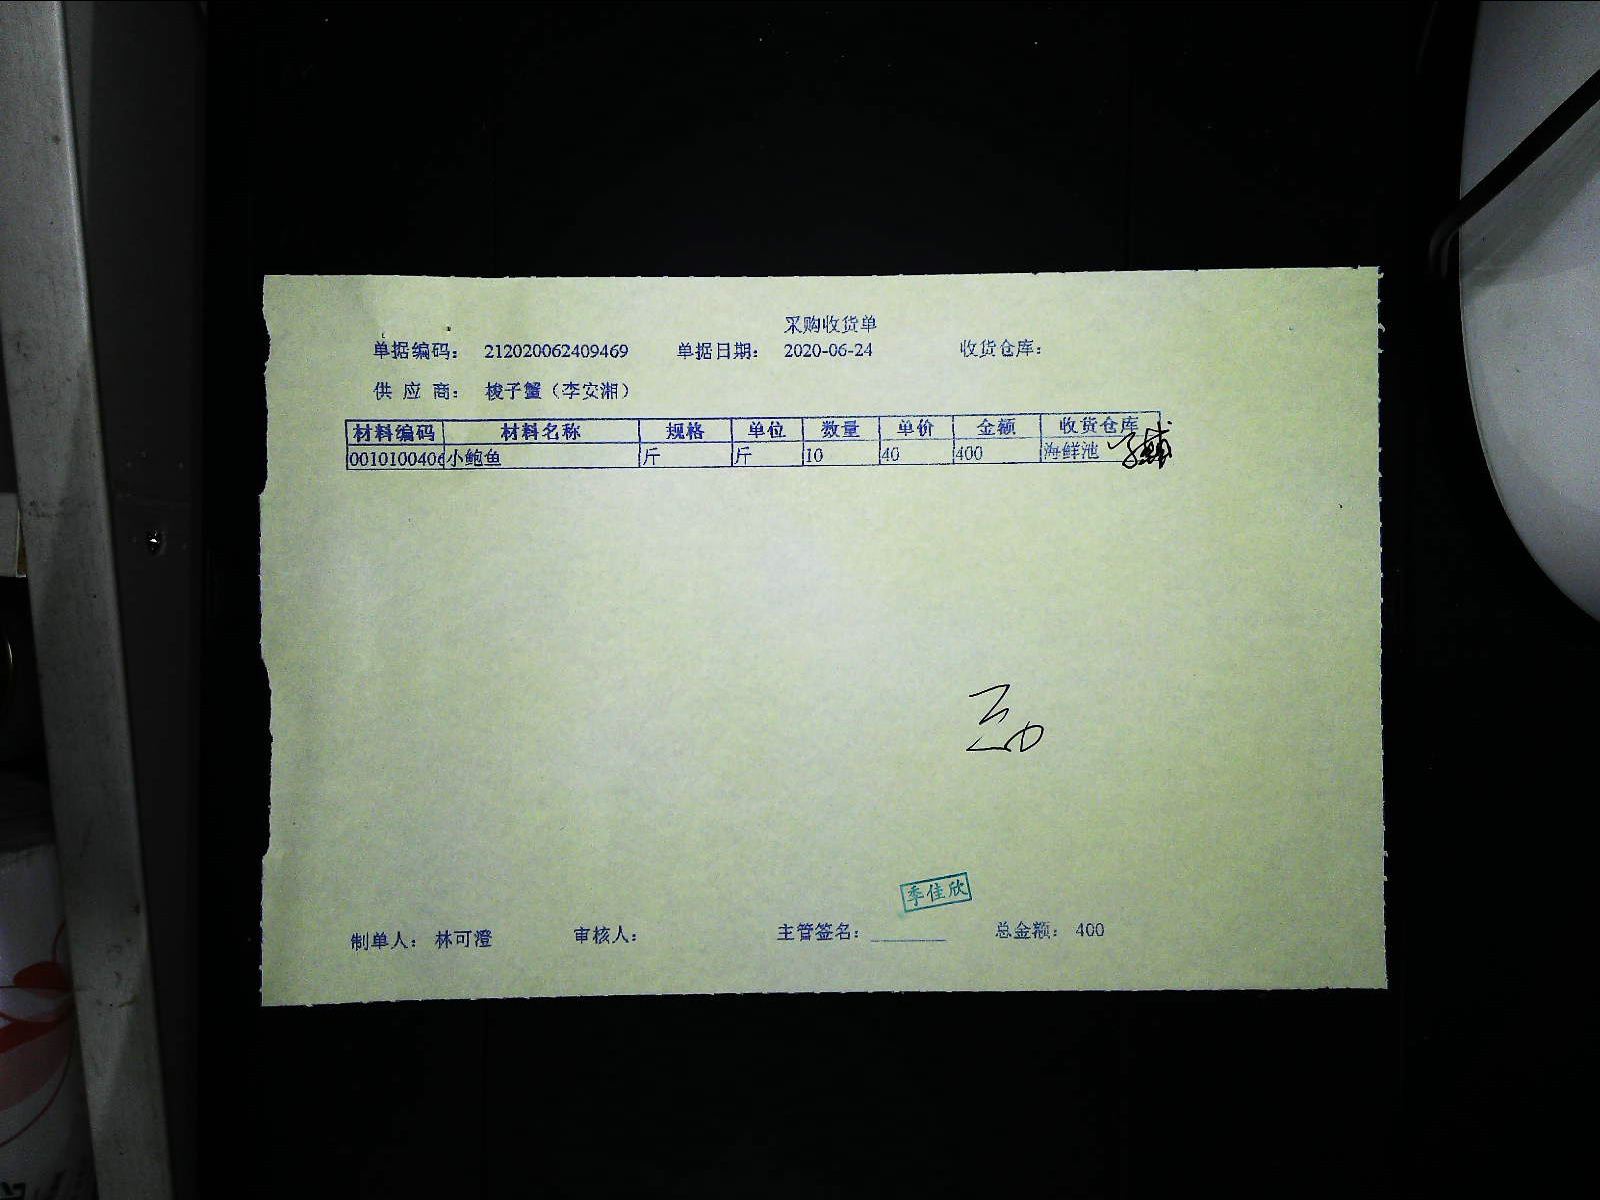 采购收货单
单据编码： 212020062409469 单据日期： 2020-06-24 收货仓库：
供 应 商： 梭子蟹（李安湘）
材料编码 材料名称 规格 单位 数量 单价 金额 收货仓库
0010100406 小鲍鱼 斤 斤 10 40 400 海鲜池
季佳欣
制单人： 林可澄 审核人： 主管签名： 总金额： 400